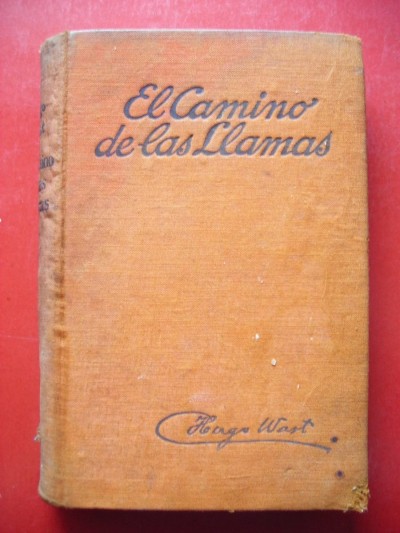 El Camino
de las Llamas
Hugo Wast